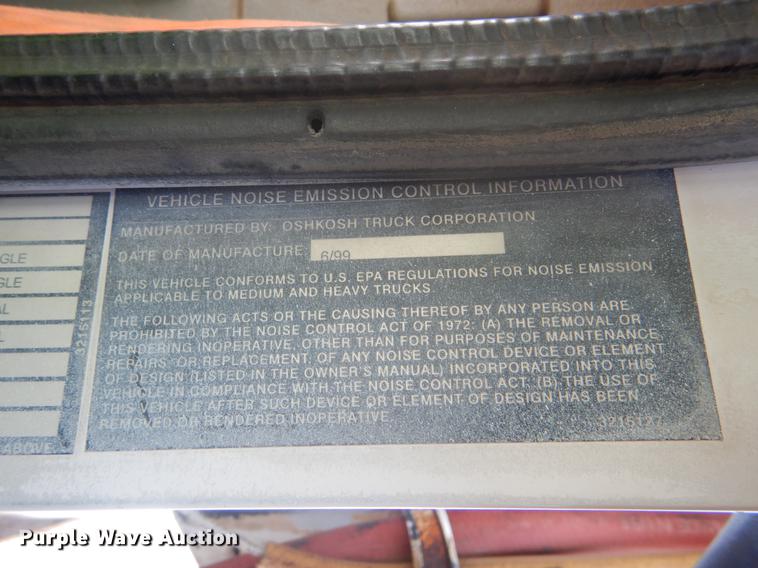 VEHICLE NOISE EMISSION CONTROL INFORMATION
MANUFACTURED BY: OSHKOSH TRUCK CORPORATION
DATE OF MANUFACTURE 6/99
THIS VEHICLE CONFORMS TO U.S. EPA REGULATIONS FOR NOISE EMISSION
APPLICABLE TO MEDIUM AND HEAVY TRUCKS.
THE FOLLOWING ACTS OR THE CAUSING THEREOF BY ANY PERSON ARE
PROHIBITED BY THE NOISE CONTROL ACT OF 1972: (A) THE REMOVAL OR
RENDERING INOPERATIVE, OTHER THAN FOR PURPOSES OF MAINTENANCE,
REPAIRS, OR REPLACEMENT, OF ANY NOISE CONTROL DEVICE OR ELEMENT
OF DESIGN (LISTED IN THE OWNER'S MANUAL) INCORPORATED INTO THIS
VEHICLE IN COMPLIANCE WITH THE NOISE CONTROL ACT; (B) THE USE OF
THIS VEHICLE AFTER SUCH DEVICE OR ELEMENT OF DESIGN HAS BEEN
REMOVED OR RENDERED INOPERATIVE.
3215113
ABOVE
Purple Wave Auction